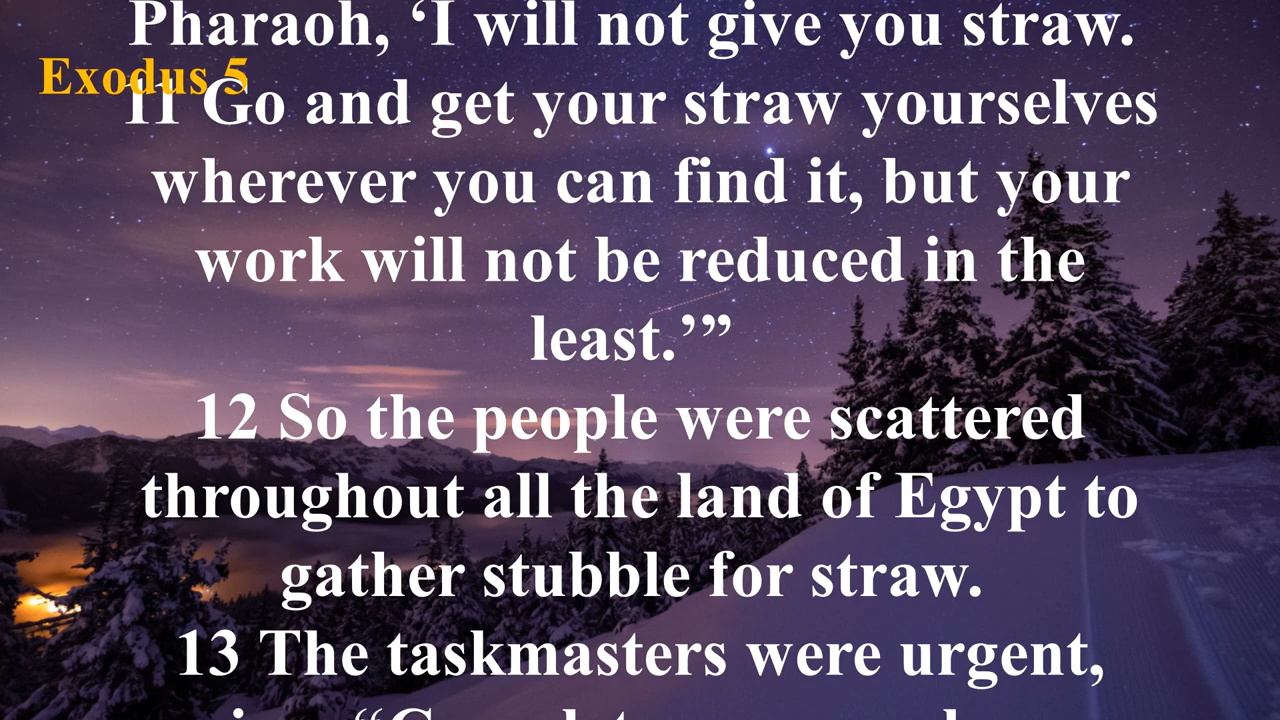 Pharaoh, ‘I will not give you straw.
Exodus 5
11 Go and get your straw yourselves
wherever you can find it, but your
work will not be reduced in the
least.’”
12 So the people were scattered
throughout all the land of Egypt to
gather stubble for straw.
13 The taskmasters were urgent,